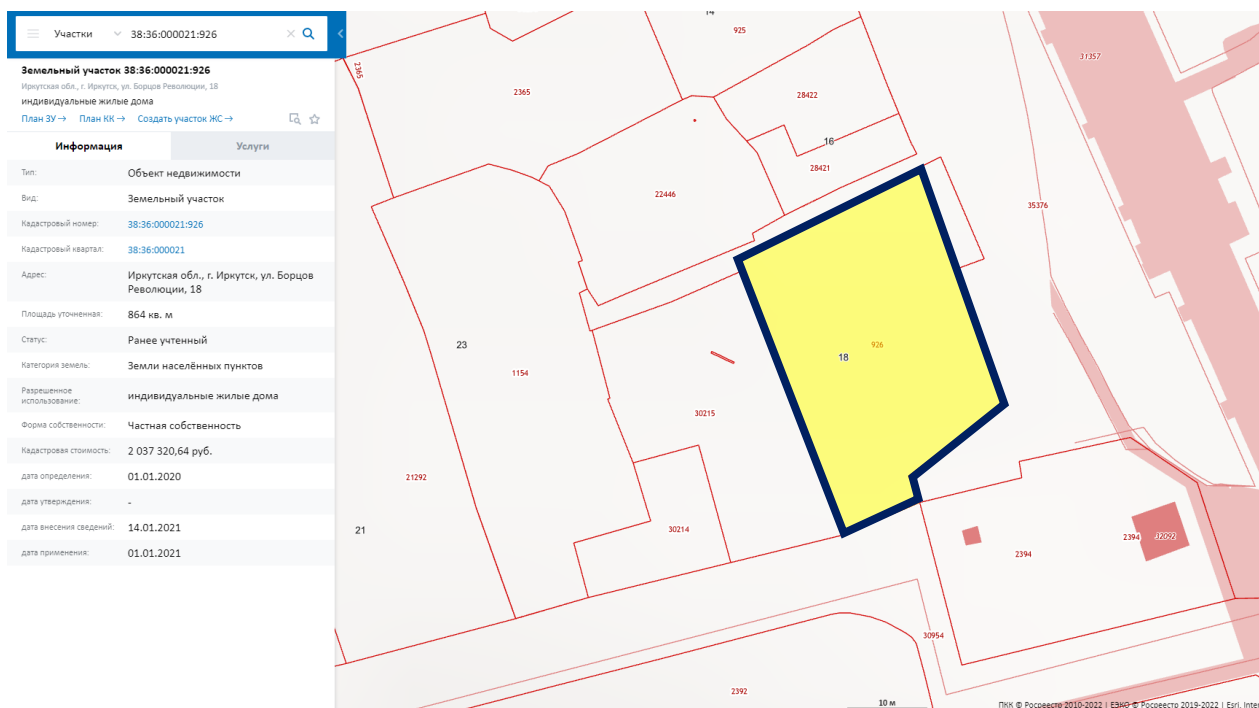 Участки 38:36:000021:926
Земельный участок 38:36:000021:926
Иркутская обл., г. Иркутск, ул. Борцов Революции, 18
индивидуальные жилые дома
План ЗУ → План КК → Создать участок ЖС →
Информация Услуги
Тип: Объект недвижимости
Вид: Земельный участок
Кадастровый номер: 38:36:000021:926
Кадастровый квартал: 38:36:000021
Адрес: Иркутская обл., г. Иркутск, ул. Борцов
Революции, 18
Площадь уточненная: 864 кв. м
Статус: Ранее учтенный
Категория земель: Земли населённых пунктов
Разрешенное
использование: индивидуальные жилые дома
Форма собственности: Частная собственность
Кадастровая стоимость: 2 037 320,64 руб.
дата определения: 01.01.2020
дата утверждения: -
дата внесения сведений: 14.01.2021
дата применения: 01.01.2021
14
925
31357
2365
2365
28422
16
28421
22446
35376
23
1154
18
926
30215
21292
21
30214
2394
2394
32092
30954
2392
10 м
ПКК © Росреестр 2010-2022 | ЕЭКО © Росреестр 2019-2022 | Esri, Inte